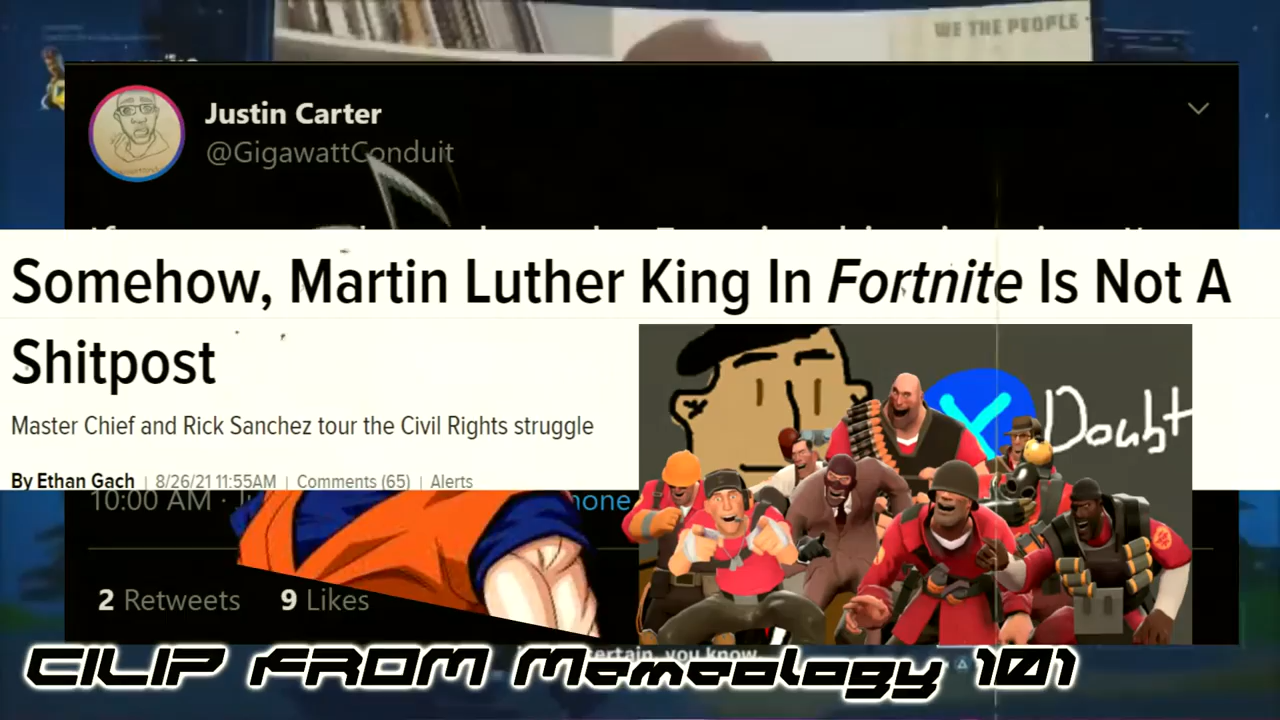 WE THE PEOPLE
Justin Carter
@GigawattConduit
Somehow, Martin Luther King In Fortnite Is Not A
Shitpost
Master Chief and Rick Sanchez tour the Civil Rights struggle
By Ethan Gach | 8/26/21 11:55AM | Comments (65) | Alerts
Doubt
10:00 AM ·
2 Retweets 9 Likes
you know.
CILIP FROM Memeology 101